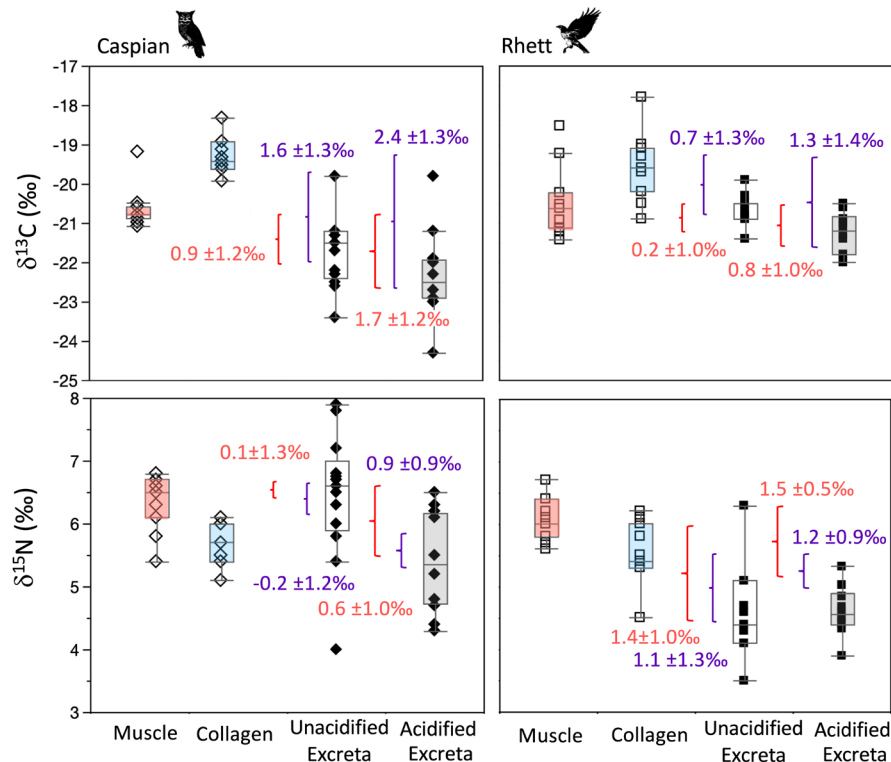 Caspian
Rhett
δ¹³C (‰)
-17
-18
-19
-20
-21
-22
-23
-24
-25
1.6 ±1.3‰
2.4 ±1.3‰
0.9 ±1.2‰
1.7 ±1.2‰
0.7 ±1.3‰
1.3 ±1.4‰
0.2 ±1.0‰
0.8 ±1.0‰
δ¹⁵N (‰)
8
7
6
5
4
3
0.1±1.3‰
0.9 ±0.9‰
-0.2 ±1.2‰
0.6 ±1.0‰
1.5 ±0.5‰
1.2 ±0.9‰
1.4±1.0‰
1.1 ±1.3‰
Muscle
Collagen
Unacidified
Excreta
Acidified
Excreta
Muscle
Collagen
Unacidified
Excreta
Acidified
Excreta